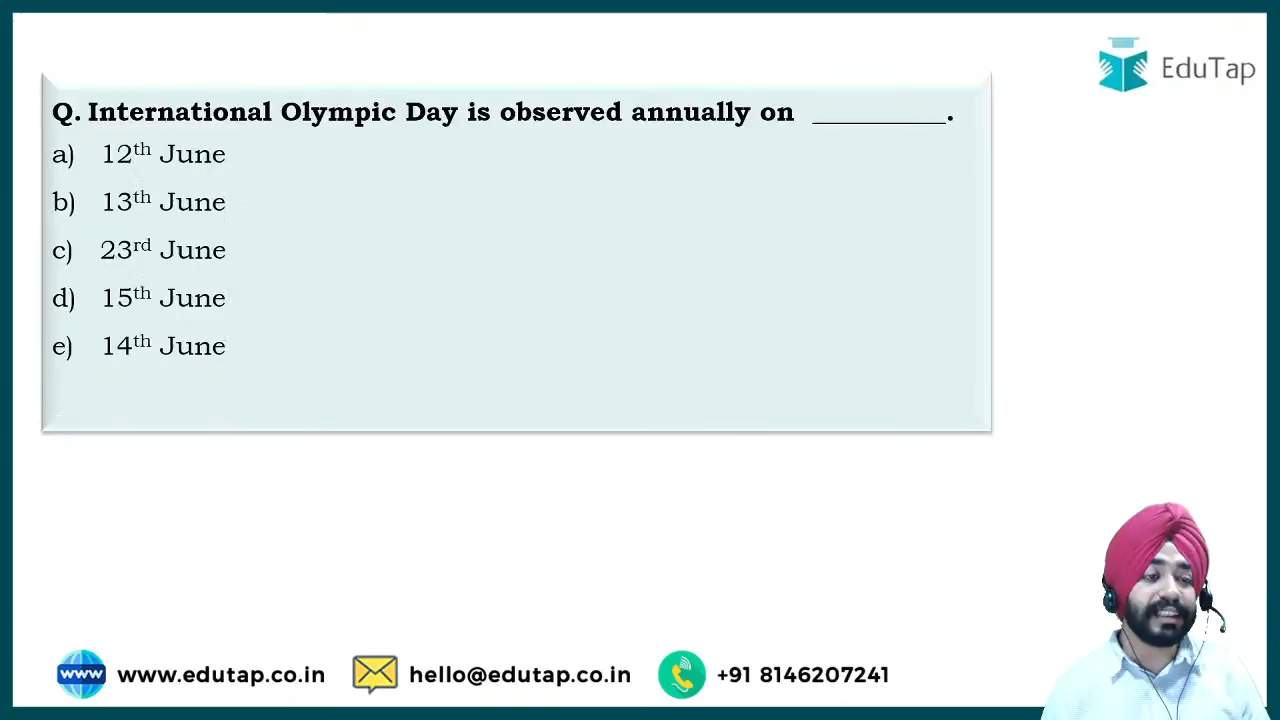 EduTap
Q. International Olympic Day is observed annually on __________.
a) 12th June
b) 13th June
c) 23rd June
d) 15th June
e) 14th June
www www.edutap.co.in hello@edutap.co.in +91 8146207241